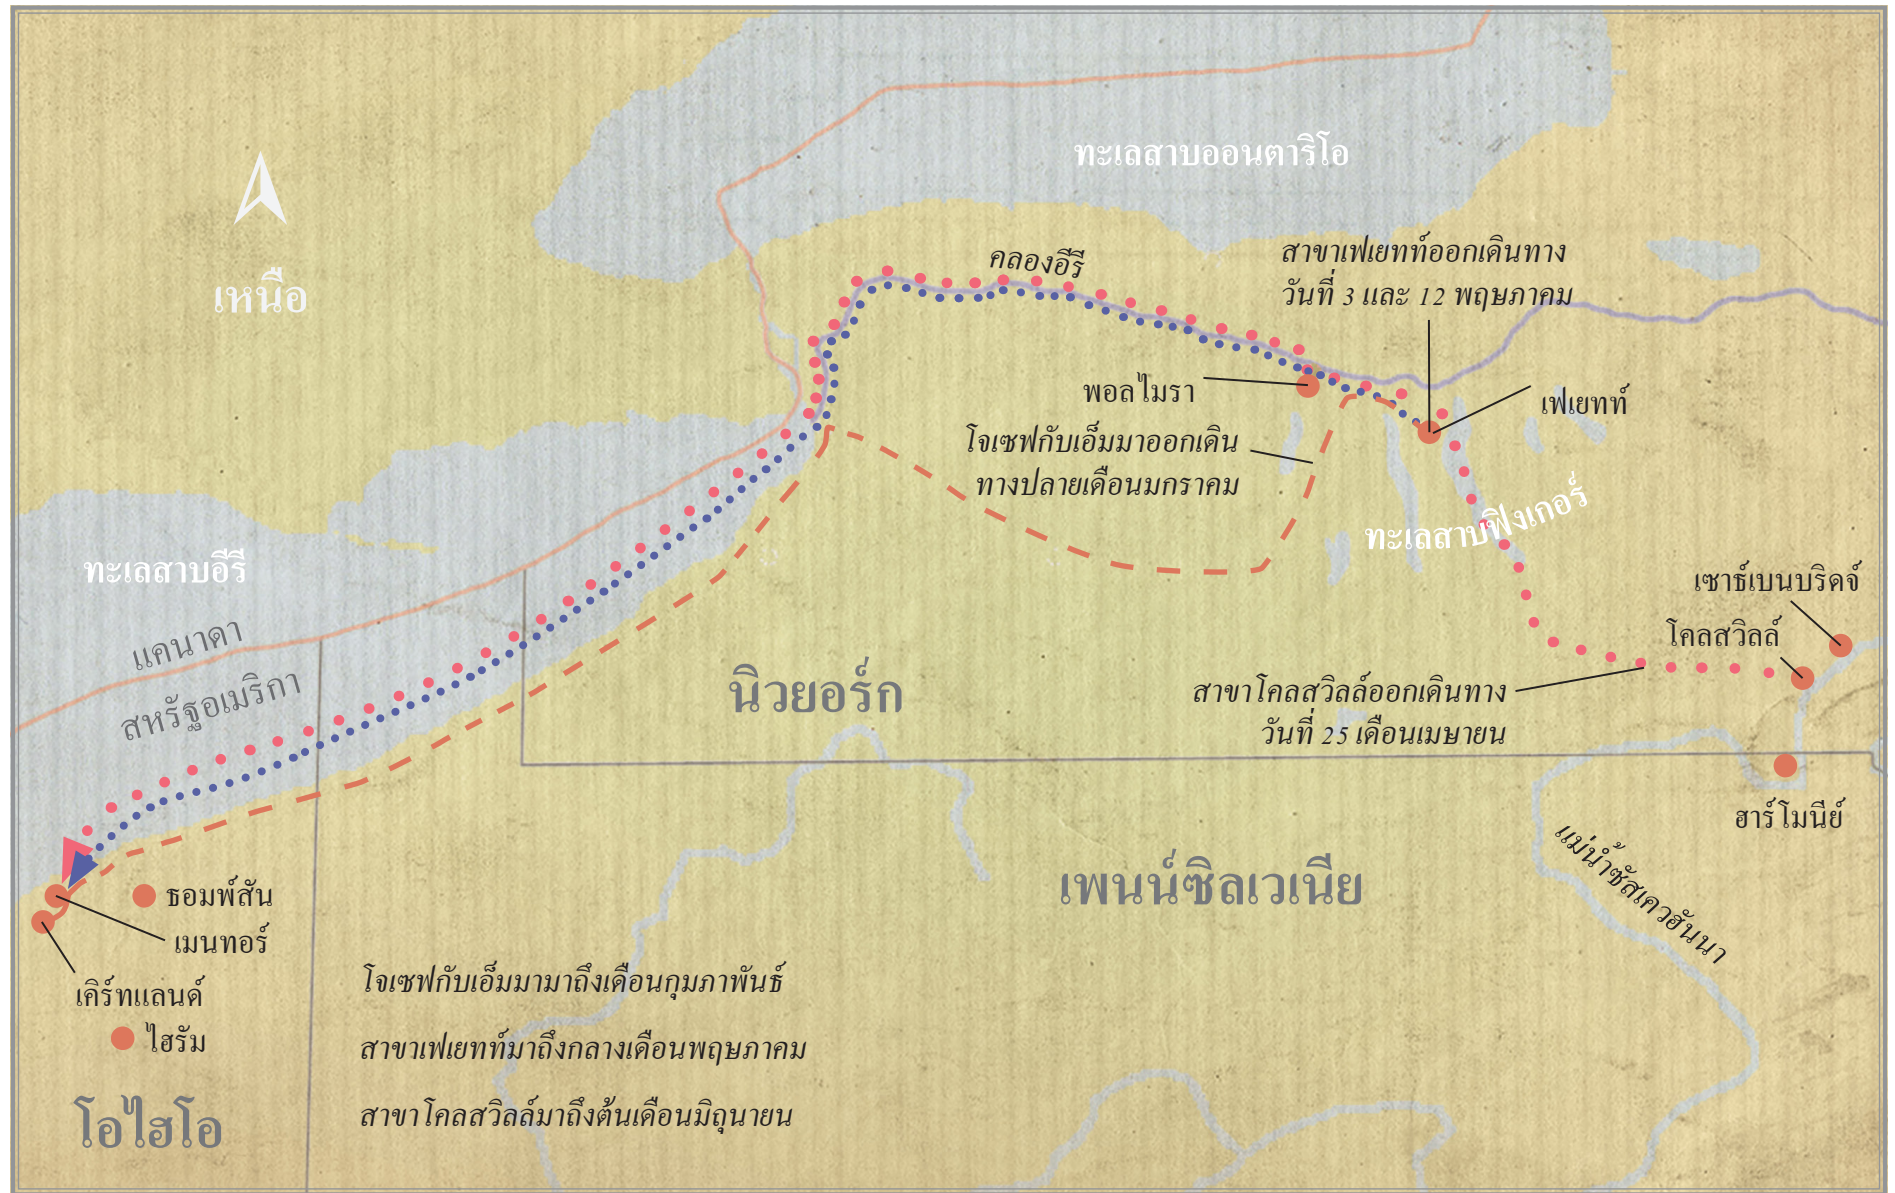 ทะเลสาบออนตาริโอ
เหนือ
คลองอีรี
สาขาเฟเยทท์ออกเดินทาง
วันที่ 3 และ 12 พฤษภาคม
พอลไมรา
เฟเยทท์
โจเซฟกับเอ็มมาออกเดิน
ทางปลายเดือนมกราคม
ทะเลสาบฟิงเกอร์
ทะเลสาบอีรี
เซาธ์เบนบริดจ์
โคลสวิลล์
แคนาดา
สหรัฐอเมริกา
นิวยอร์ก
สาขาโคลสวิลล์ออกเดินทาง
วันที่ 25 เดือนเมษายน
ฮาร์โมนีย์
แม่น้ำซัสเควฮันนา
เพนน์ซิลเวเนีย
ธอมพ์สัน
เมนทอร์
เคิร์ทแลนด์
ไฮรัม
โอไฮโอ
โจเซฟกับเอ็มมามาถึงเดือนกุมภาพันธ์
สาขาเฟเยทท์มาถึงกลางเดือนพฤษภาคม
สาขาโคลสวิลล์มาถึงต้นเดือนมิถุนายน